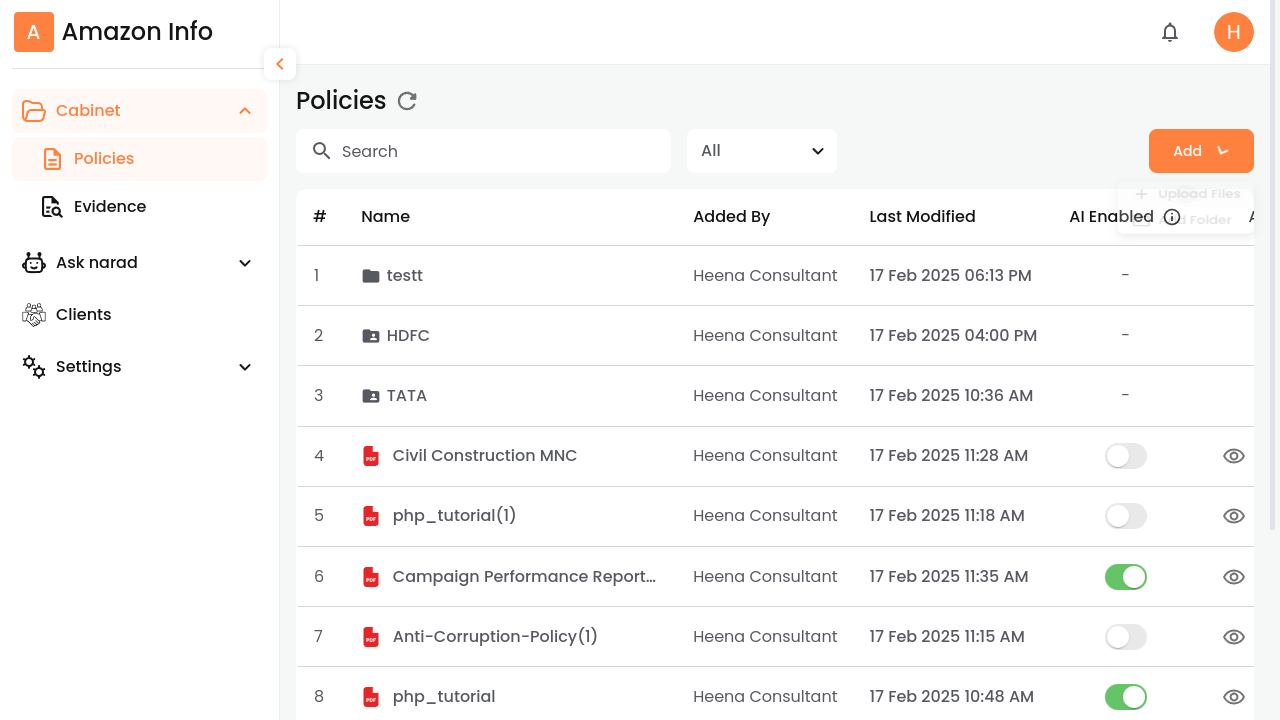 A Amazon Info
H
Cabinet
Policies
Evidence
Ask narad
Clients
Settings
Policies
Search
All
Add
Upload Files
Add Folder
# Name Added By Last Modified AI Enabled
1 testt Heena Consultant 17 Feb 2025 06:13 PM -
2 HDFC Heena Consultant 17 Feb 2025 04:00 PM -
3 TATA Heena Consultant 17 Feb 2025 10:36 AM -
4 PDF Civil Construction MNC Heena Consultant 17 Feb 2025 11:28 AM
5 PDF php_tutorial(1) Heena Consultant 17 Feb 2025 11:18 AM
6 PDF Campaign Performance Report... Heena Consultant 17 Feb 2025 11:35 AM
7 PDF Anti-Corruption-Policy(1) Heena Consultant 17 Feb 2025 11:15 AM
8 PDF php_tutorial Heena Consultant 17 Feb 2025 10:48 AM